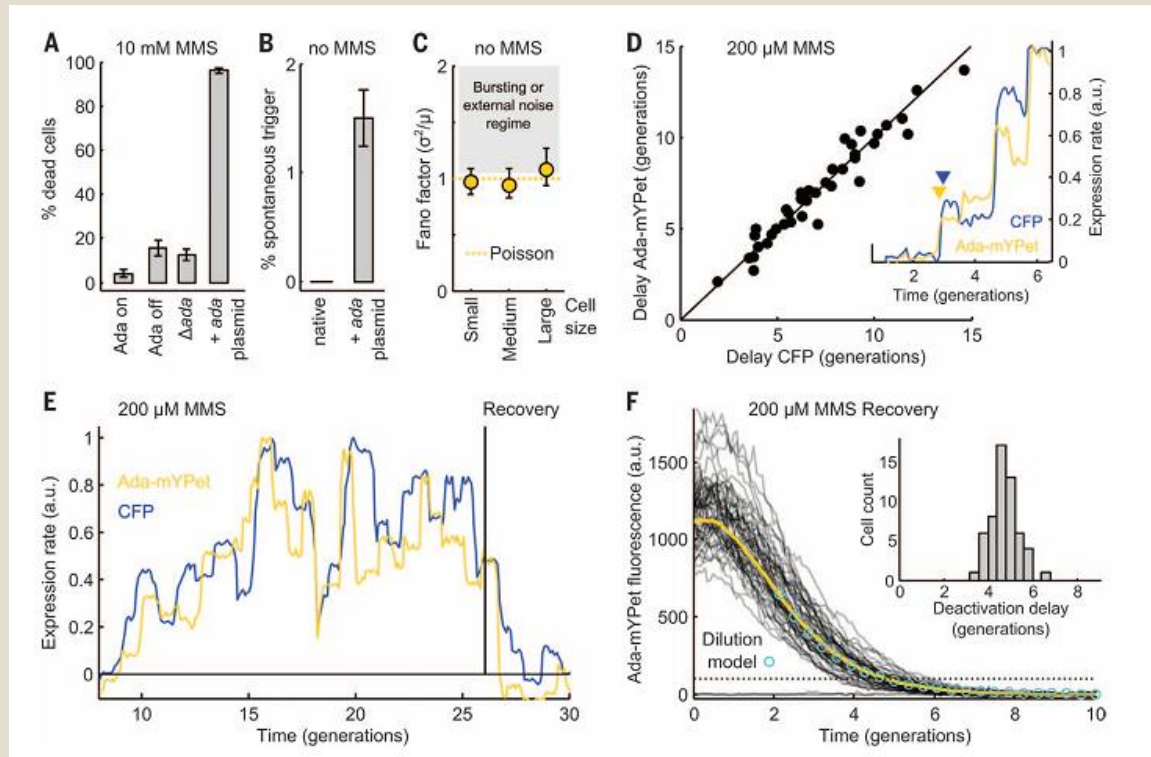 A
10 mM MMS
% dead cells
100
80
60
40
20
0
Ada on
Ada off
Δada
+ ada
plasmid
B
no MMS
% spontaneous trigger
2
1
0
native
+ ada
plasmid
C
no MMS
Fano factor (σ²/μ)
2
1
0
Bursting or
external noise
regime
Poisson
Small
Medium
Large
Cell
size
D
200 μM MMS
Delay Ada-mYPet (generations)
15
10
5
0
0 5 10 15
Delay CFP (generations)
CFP
Ada-mYPet
1
0.8
0.6
0.4
0.2
0
Expression rate (a.u.)
2 4 6
Time (generations)
E
200 μM MMS
Recovery
Ada-mYPet
CFP
Expression rate (a.u.)
1
0.8
0.6
0.4
0.2
0
10 15 20 25 30
Time (generations)
F
200 μM MMS Recovery
Ada-mYPet fluorescence (a.u.)
1500
1000
500
0
Dilution
model
0 2 4 6 8 10
Time (generations)
Cell count
15
10
5
0
0 2 4 6 8
Deactivation delay
(generations)